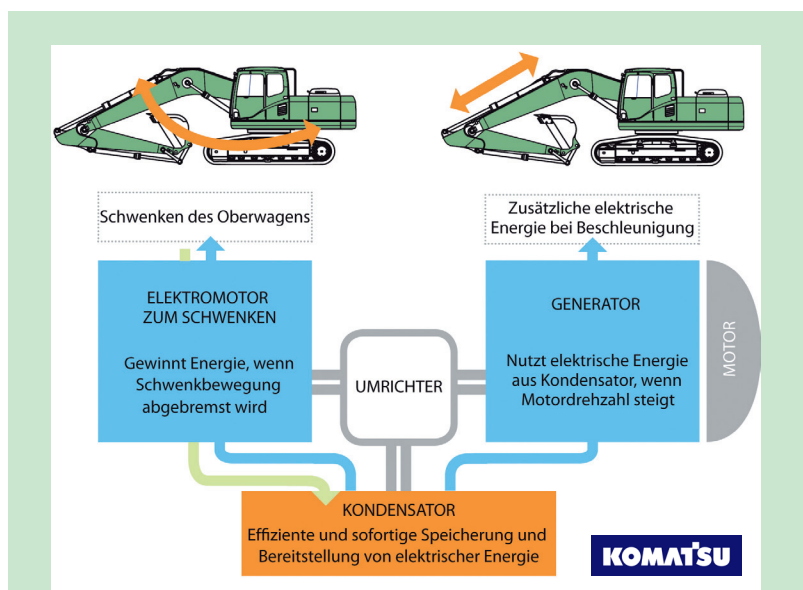 Schwenken des Oberwagens
Zusätzliche elektrische
Energie bei Beschleunigung
ELEKTROMOTOR
ZUM SCHWENKEN
Gewinnt Energie, wenn
Schwenkbewegung
abgebremst wird
UMRICHTER
GENERATOR
Nutzt elektrische Energie
aus Kondensator, wenn
Motordrehzahl steigt
MOTOR
KONDENSATOR
Effiziente und sofortige Speicherung und
Bereitstellung von elektrischer Energie
KOMATSU